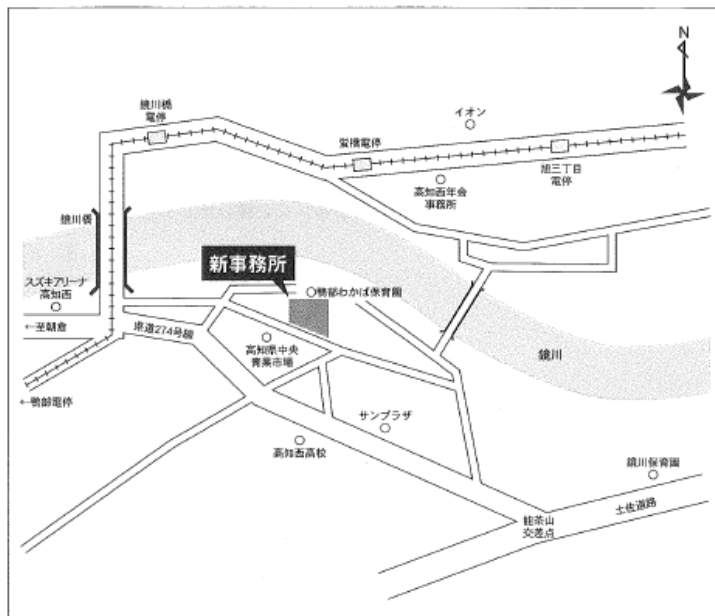 N
鏡川橋
電停
イオン
蛍橋電停
旭三丁目
電停
高知西年会
事務所
鏡川橋
新事務所
スズキアリーナ
高知西
○鴨部わかば保育園
←至朝倉
県道274号線
高知県中央
青果市場
鏡川
←鴨部電停
サンプラザ
高知西高校
鏡川保育園
能茶山
交差点
土佐道路